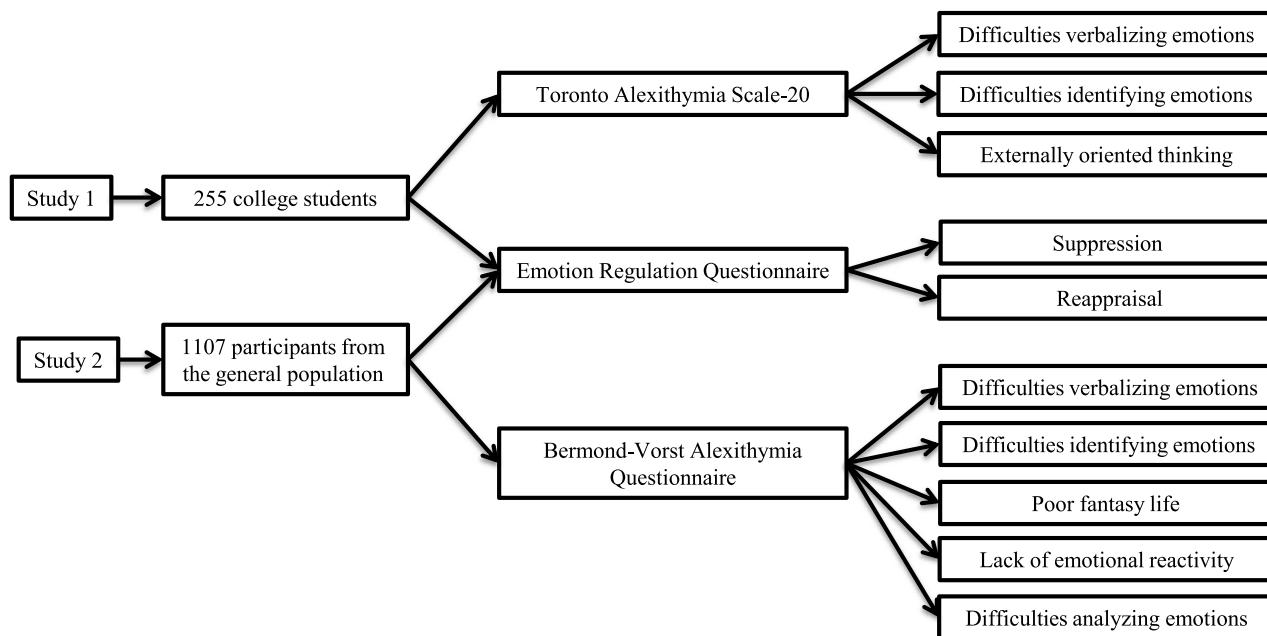 Study 1
255 college students
Toronto Alexithymia Scale-20
Difficulties verbalizing emotions
Difficulties identifying emotions
Externally oriented thinking
Emotion Regulation Questionnaire
Suppression
Reappraisal
Study 2
1107 participants from
the general population
Bermond-Vorst Alexithymia
Questionnaire
Difficulties verbalizing emotions
Difficulties identifying emotions
Poor fantasy life
Lack of emotional reactivity
Difficulties analyzing emotions